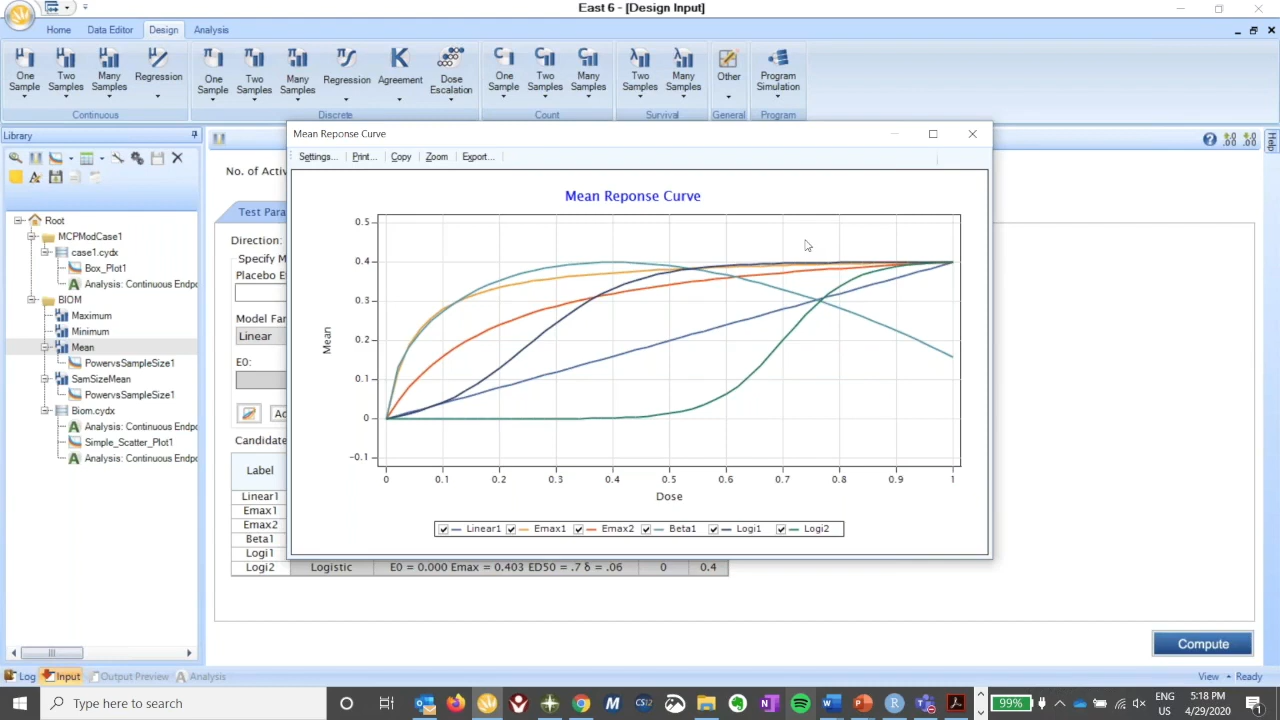 East 6 - [Design Input]
Home Data Editor Design Analysis
One Sample Two Samples Many Samples Regression One Sample Two Samples Many Samples Regression Agreement Dose Escalation One Sample Two Samples Many Samples Two Samples Many Samples Other Program Simulation
Continuous Discrete Count Survival General Program
Library
Help
Root
MCPModCase1
case1.cydx
Box_Plot1
Analysis: Continuous Endpo
BIOM
Maximum
Minimum
Mean
PowervsSampleSize1
SamSizeMean
PowervsSampleSize1
Biom.cydx
Analysis: Continuous Endpo
Simple_Scatter_Plot1
Analysis: Continuous Endpo
No. of Activ
Test Para
Direction:
Specify M
Placebo E
Model Fam
Linear
E0:
Ad
Candidate
Label
Linear1
Emax1
Emax2
Beta1
Logi1
Logi2 Logistic E0 = 0.000 Emax = 0.403 ED50 = .7 δ = .06 0 0.4
Mean Reponse Curve
Settings... Print... Copy Zoom Export...
Mean Reponse Curve
0.5
0.4
0.3
0.2
0.1
0
-0.1
Mean
0 0.1 0.2 0.3 0.4 0.5 0.6 0.7 0.8 0.9 1
Dose
Linear1 Emax1 Emax2 Beta1 Logi1 Logi2
Compute
Log Input Output Preview Analysis View Ready
Type here to search
99%
ENG
US
5:18 PM
4/29/2020